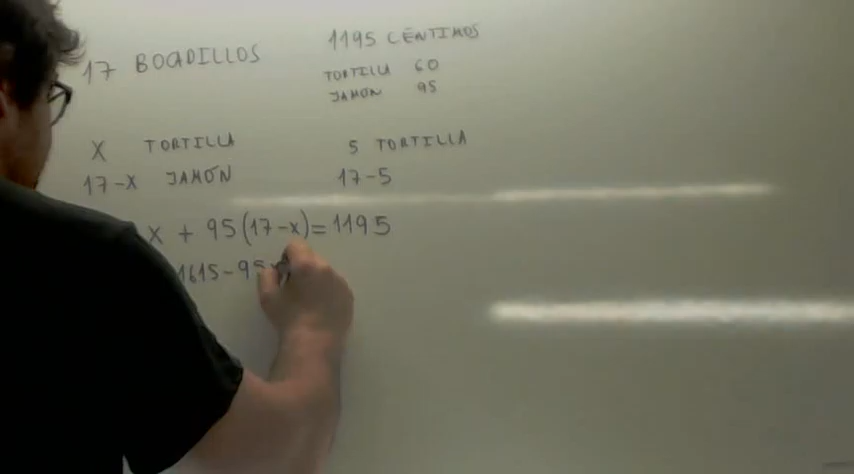 17 BOCADILLOS
1195 CÉNTIMOS
TORTILLA 60
JAMÓN 95
X TORTILLA
17-X JAMÓN
5 TORTILLA
17-5
X + 95(17-X)=1195
1615-95